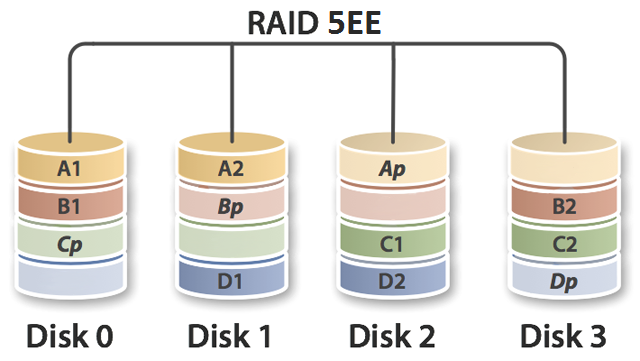 RAID 5EE
A1 A2 Ap
B1 Bp B2
Cp C1 C2
D1 D2 Dp
Disk 0 Disk 1 Disk 2 Disk 3